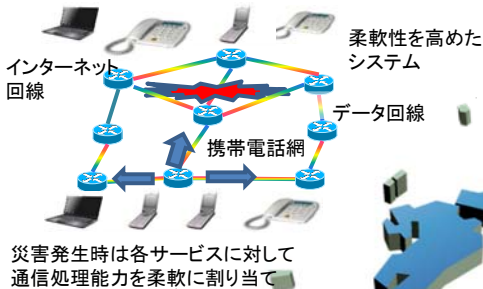 インターネット
回線
柔軟性を高めた
システム
データ回線
携帯電話網
災害発生時は各サービスに対して
通信処理能力を柔軟に割り当て